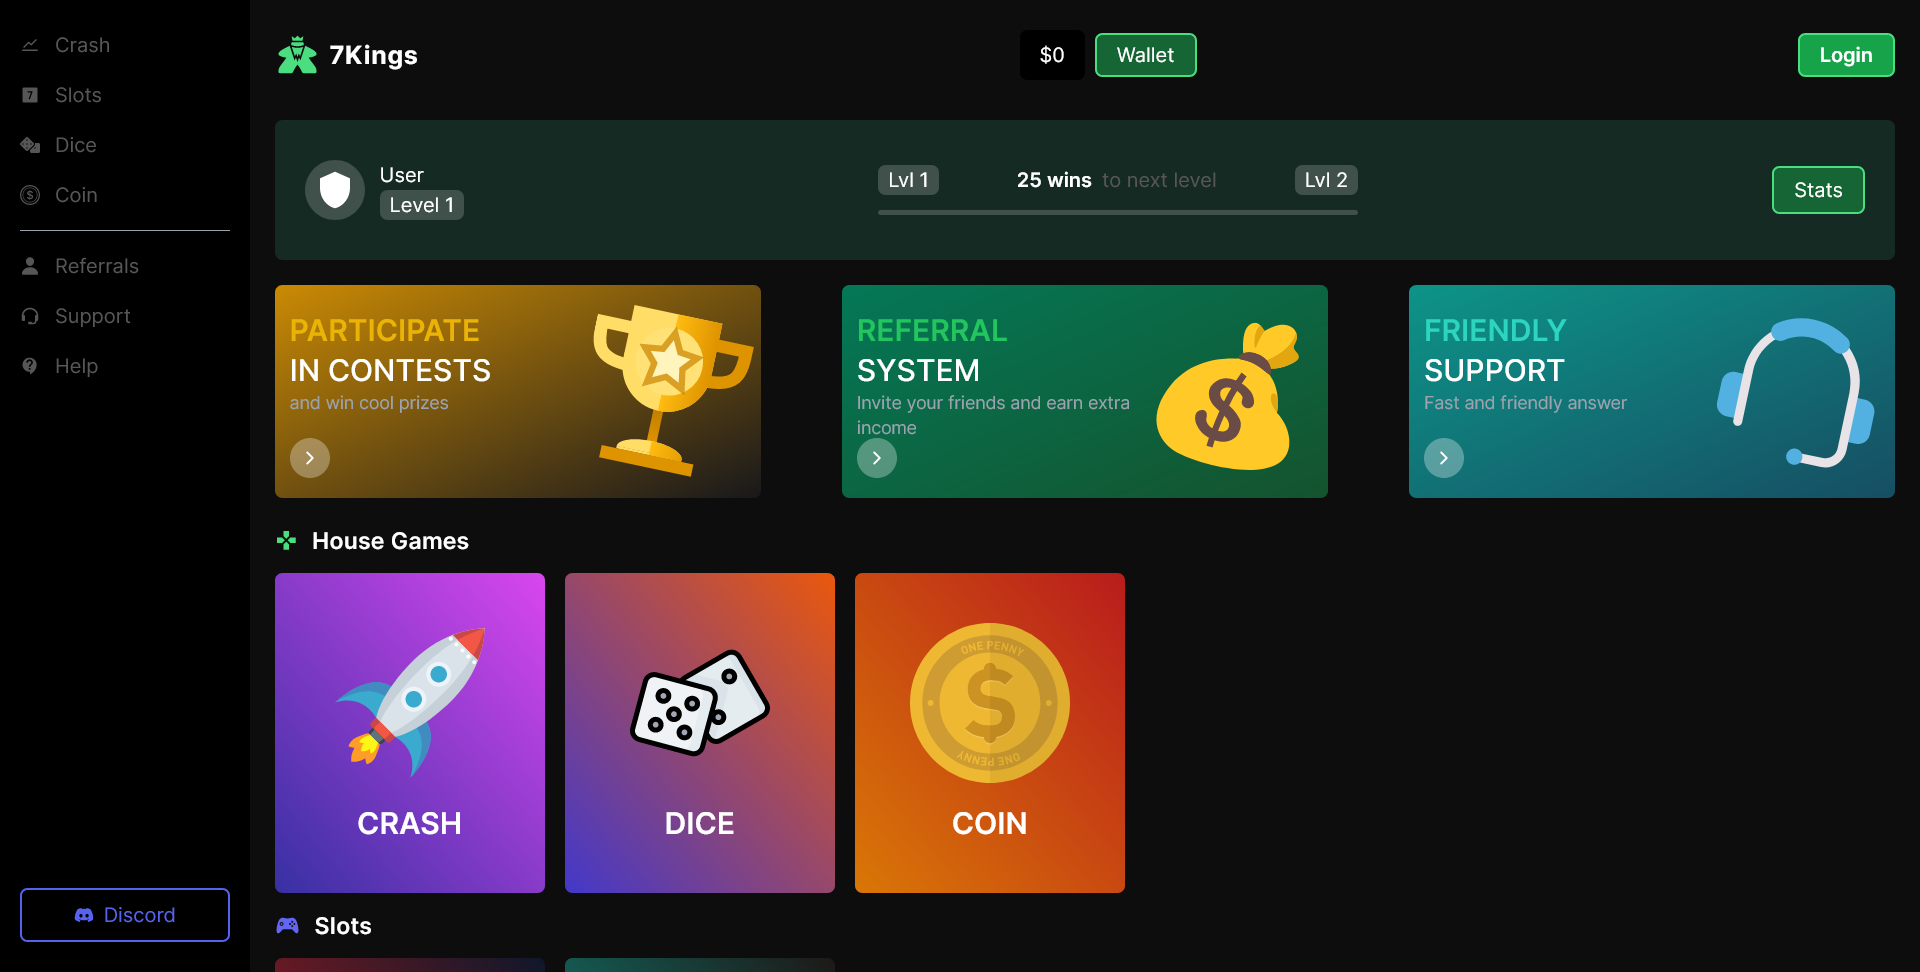 Crash
Slots
Dice
Coin
Referrals
Support
Help
Discord
7Kings
$0
Wallet
Login
User
Level 1
Lvl 1
25 wins to next level
Lvl 2
Stats
PARTICIPATE
IN CONTESTS
and win cool prizes
REFERRAL
SYSTEM
Invite your friends and earn extra
income
$
FRIENDLY
SUPPORT
Fast and friendly answer
House Games
CRASH
DICE
ONE PENNY
$
ONE PENNY
COIN
Slots